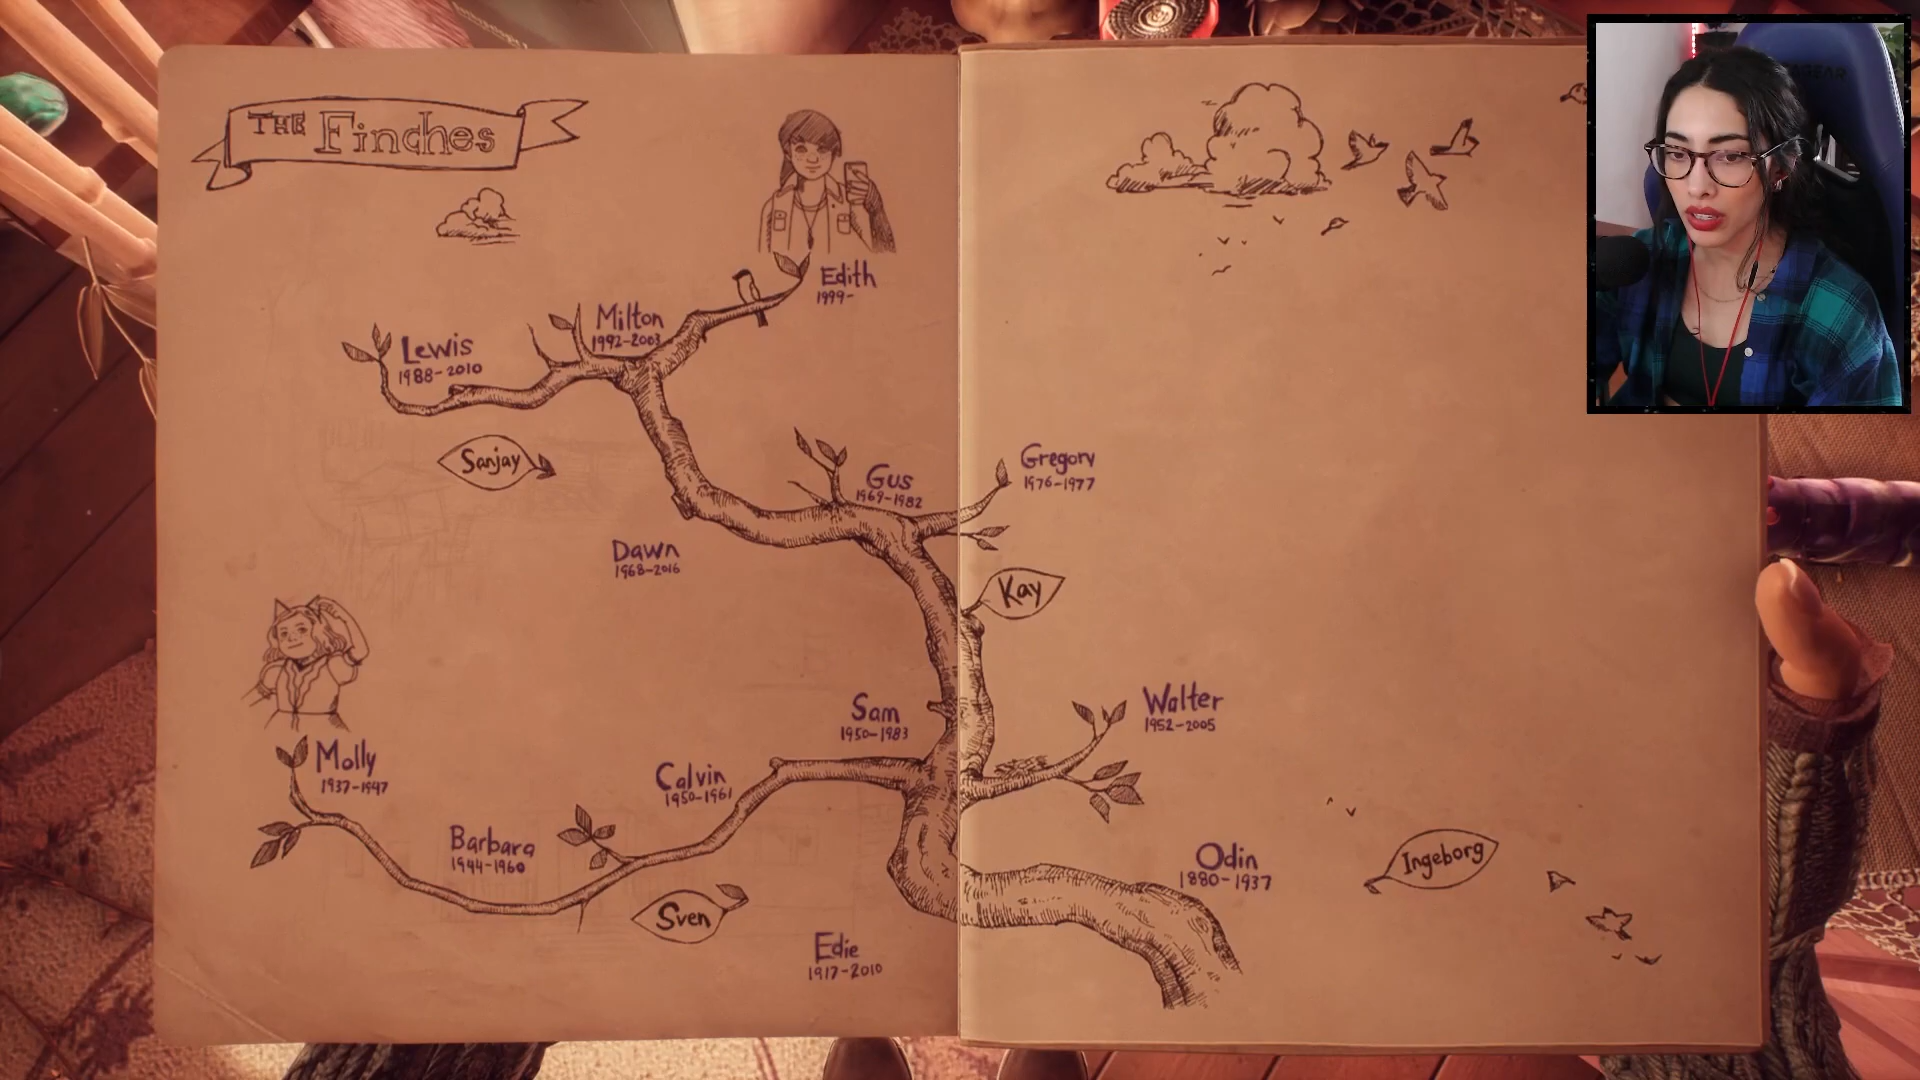 THE Finches
Edith
1999-
Milton
1992-2003
Lewis
1988-2010
Sanjay
Gus
1969-1982
Gregory
1976-1977
Dawn
1968-2016
Kay
Sam
1950-1983
Walter
1952-2005
Molly
1937-1947
Calvin
1950-1961
Barbara
1944-1960
Odin
1880-1937
Ingeborg
Sven
Edie
1917-2010